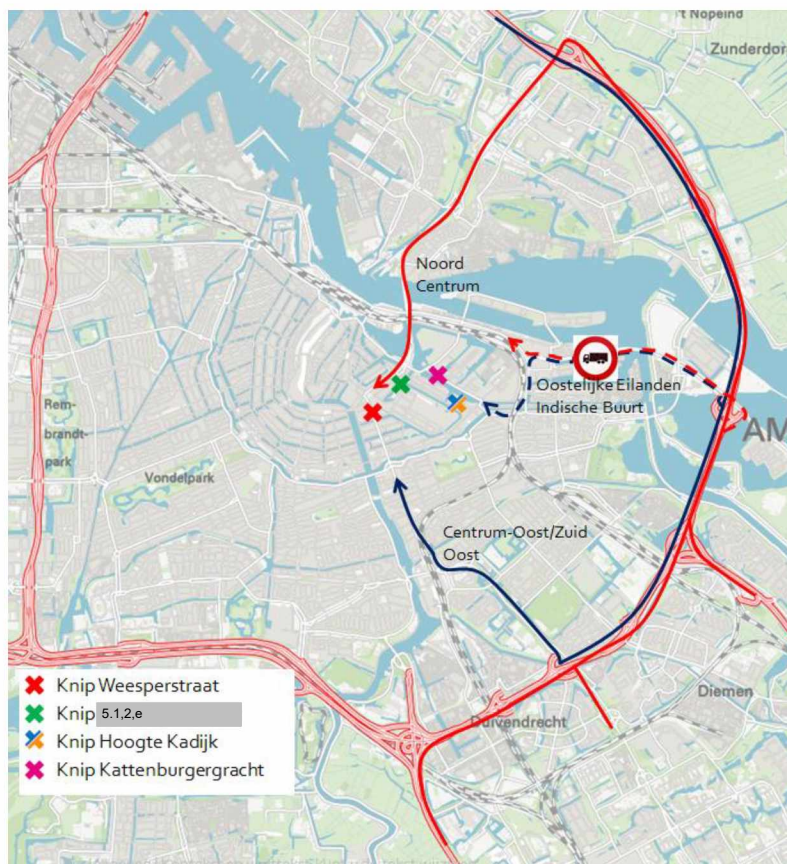 't Nopeind
Zunderdor
Noord
Centrum
Oostelijke Eilanden
Indische Buurt
AM
Rem-
brandt-
park
Vondelpark
Centrum-Oost/Zuid
Oost
Diemen
Duivendrecht
Knip Weesperstraat
Knip 5.1,2,e
Knip Hoogte Kadijk
Knip Kattenburgergracht